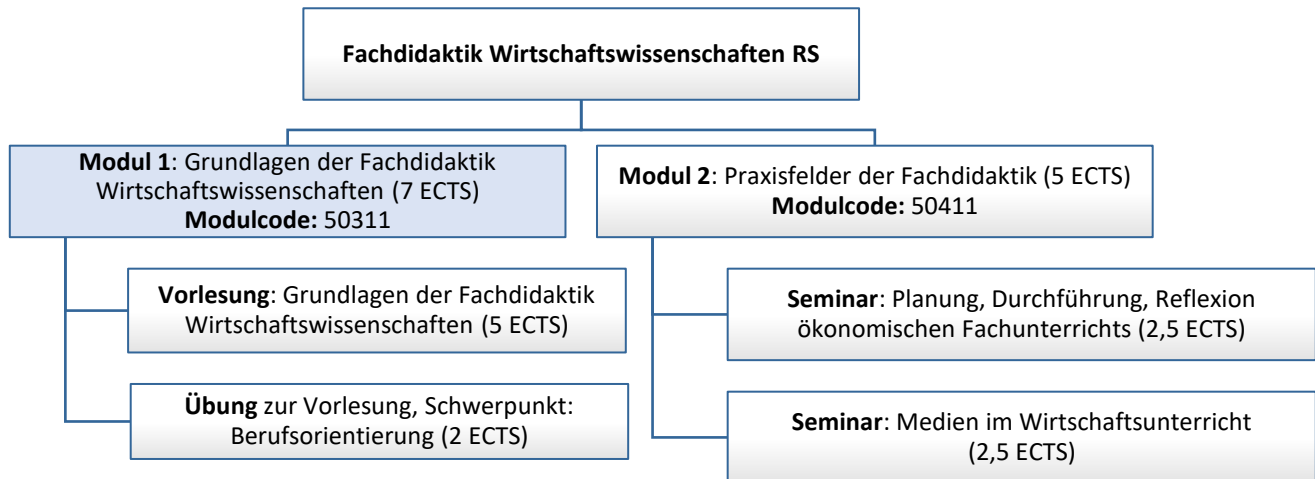 Fachdidaktik Wirtschaftswissenschaften RS
Modul 1: Grundlagen der Fachdidaktik
Wirtschaftswissenschaften (7 ECTS)
Modulcode: 50311
Vorlesung: Grundlagen der Fachdidaktik
Wirtschaftswissenschaften (5 ECTS)
Übung zur Vorlesung, Schwerpunkt:
Berufsorientierung (2 ECTS)
Modul 2: Praxisfelder der Fachdidaktik (5 ECTS)
Modulcode: 50411
Seminar: Planung, Durchführung, Reflexion
ökonomischen Fachunterrichts (2,5 ECTS)
Seminar: Medien im Wirtschaftsunterricht
(2,5 ECTS)